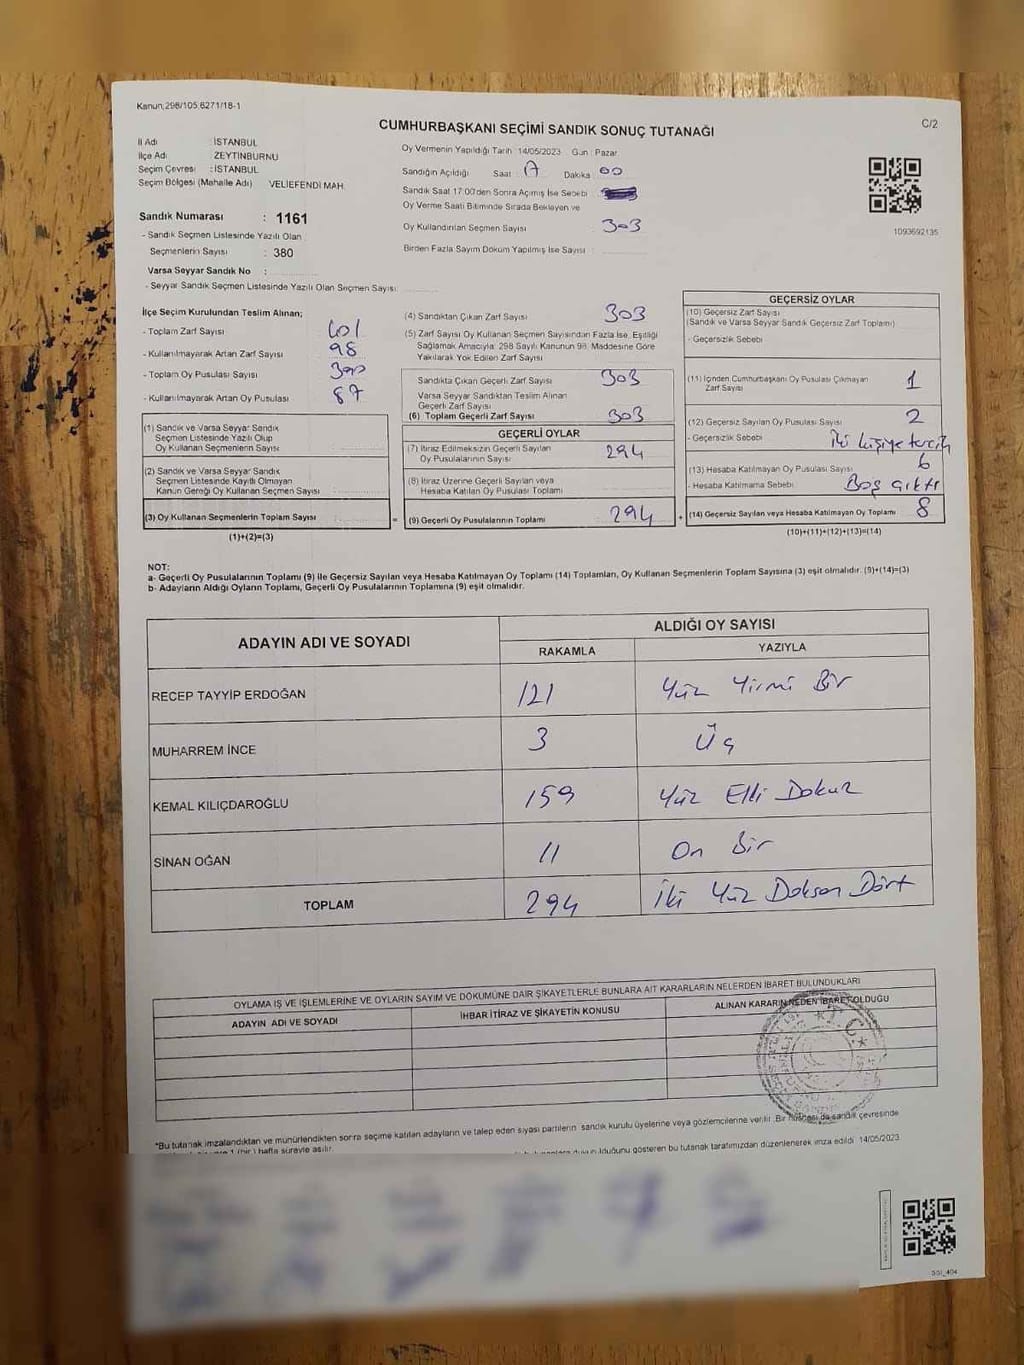 Kanun,298/105,6271/18-1
CUMHURBAŞKANI SEÇİMİ SANDIK SONUÇ TUTANAĞI
C/2
İl Adı : İSTANBUL
İlçe Adı : ZEYTİNBURNU
Seçim Çevresi : İSTANBUL
Seçim Bölgesi (Mahalle Adı) VELİEFENDİ MAH.
Oy Vermenin Yapıldığı Tarih : 14/05/2023 Gün : Pazar
Sandığın Açıldığı Saat : 17 Dakika : 00
Sandık Saat 17:00'den Sonra Açımış İse Sebebi :
Oy Verme Saati Bitiminde Sırada Bekleyen ve
Oy Kullandırılan Seçmen Sayısı : 303
Birden Fazla Sayım Döküm Yapılmış İse Sayısı :
1093692135
Sandık Numarası : 1161
- Sandık Seçmen Listesinde Yazılı Olan
Seçmenlerin Sayısı : 380
Varsa Seyyar Sandık No :
- Seyyar Sandık Seçmen Listesinde Yazılı Olan Seçmen Sayısı:
İlçe Seçim Kurulundan Teslim Alınan;
- Toplam Zarf Sayısı : 401
- Kullanılmayarak Artan Zarf Sayısı : 98
- Toplam Oy Pusulası Sayısı : 390
- Kullanılmayarak Artan Oy Pusulası : 87
(1) Sandık ve Varsa Seyyar Sandık
Seçmen Listesinde Yazılı Olup
Oy Kullanan Seçmenlerin Sayısı :
(2) Sandık ve Varsa Seyyar Sandık
Seçmen Listesinde Kayıtlı Olmayan
Kanun Gereği Oy Kullanan Seçmen Sayısı :
(3) Oy Kullanan Seçmenlerin Toplam Sayısı
(1)+(2)=(3)
(4) Sandıktan Çıkan Zarf Sayısı : 303
(5) Zarf Sayısı Oy Kullanan Seçmen Sayısından Fazla İse, Eşitliği
Sağlamak Amacıyla; 298 Sayılı Kanunun 98. Maddesine Göre
Yakılarak Yok Edilen Zarf Sayısı :
Sandıkta Çıkan Geçerli Zarf Sayısı : 303
Varsa Seyyar Sandıktan Teslim Alınan
Geçerli Zarf Sayısı :
(6) Toplam Geçerli Zarf Sayısı : 303
GEÇERLİ OYLAR
(7) İtiraz Edilmeksizin Geçerli Sayılan
Oy Pusulalarının Sayısı : 294
(8) İtiraz Üzerine Geçerli Sayılan veya
Hesaba Katılan Oy Pusulası Toplamı :
= (9) Geçerli Oy Pusulalarının Toplamı : 294 +
GEÇERSİZ OYLAR
(10) Geçersiz Zarf Sayısı
(Sandık ve Varsa Seyyar Sandık Geçersiz Zarf Toplamı)
- Geçersizlik Sebebi
(11) İçinden Cumhurbaşkanı Oy Pusulası Çıkmayan
Zarf Sayısı : 1
(12) Geçersiz Sayılan Oy Pusulası Sayısı : 2
- Geçersizlik Sebebi : İki kişiye tercih
(13) Hesaba Katılmayan Oy Pusulası Sayısı : 6
- Hesaba Katılmama Sebebi : Boş çıktı
(14) Geçersiz Sayılan veya Hesaba Katılmayan Oy Toplamı : 8
(10)+(11)+(12)+(13)=(14)
NOT:
a- Geçerli Oy Pusulalarının Toplamı (9) ile Geçersiz Sayılan veya Hesaba Katılmayan Oy Toplamı (14) Toplamları, Oy Kullanan Seçmenlerin Toplam Sayısına (3) eşit olmalıdır. (9)+(14)=(3)
b- Adayların Aldığı Oyların Toplamı, Geçerli Oy Pusulalarının Toplamına (9) eşit olmalıdır.
ADAYIN ADI VE SOYADI
ALDIĞI OY SAYISI
RAKAMLA YAZIYLA
RECEP TAYYİP ERDOĞAN 121 Yüz Yirmi Bir
MUHARREM İNCE 3 Üç
KEMAL KILIÇDAROĞLU 159 Yüz Elli Dokuz
SİNAN OĞAN 11 On Bir
TOPLAM 294 İki Yüz Doksan Dört
OYLAMA İŞ VE İŞLEMLERİNE VE OYLARIN SAYIM VE DÖKÜMÜNE DAİR ŞİKAYETLERLE BUNLARA AİT KARARLARIN NELERDEN İBARET BULUNDUKLARI
ADAYIN ADI VE SOYADI İHBAR İTİRAZ VE ŞİKAYETİN KONUSU ALINAN KARARIN NEDEN İBARET OLDUĞU
T.C.
*Bu tutanak imzalandıktan ve mühürlendikten sonra seçime katılan adayların ve talep eden siyasi partilerin sandık kurulu üyelerine veya gözlemcilerine verilir. Bir nüshası da sandık çevresinde
1 (bir) hafta süreyle asılır.
olduğunu gösteren bu tutanak tarafımızdan düzenlenerek imza edildi. 14/05/2023